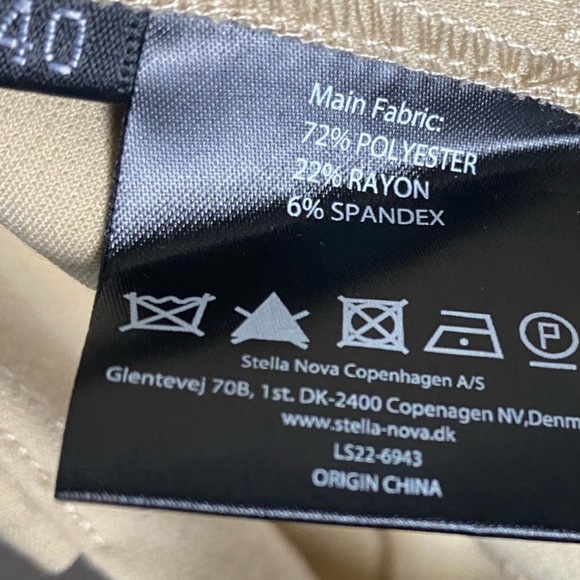 40
Main Fabric:
72% POLYESTER
22% RAYON
6% SPANDEX
P
Stella Nova Copenhagen A/S
Glentevej 70B, 1st. DK-2400 Copenagen NV,Denm
www.stella-nova.dk
LS22-6943
ORIGIN CHINA